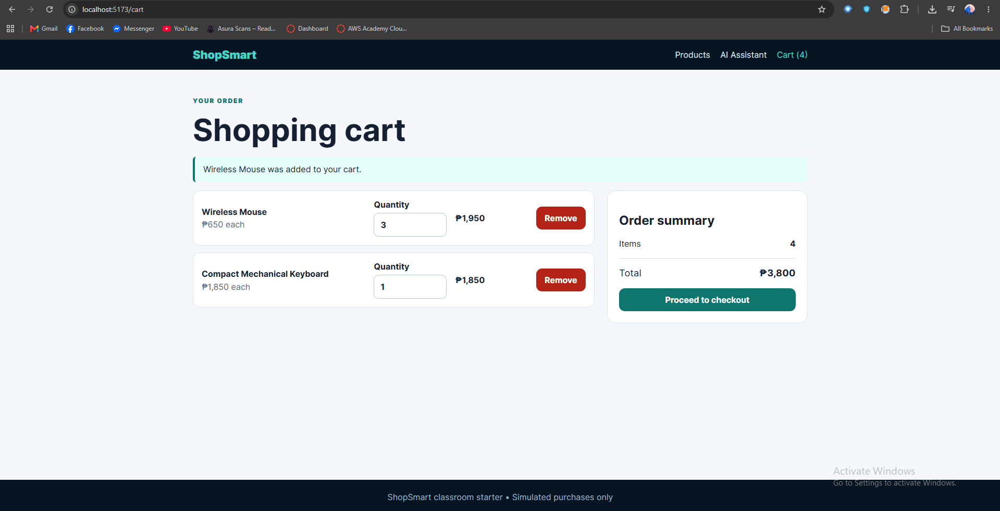 localhost:5173/cart
Gmail
Facebook
Messenger
YouTube
Asura Scans – Read...
Dashboard
AWS Academy Clou...
All Bookmarks
ShopSmart
Products
AI Assistant
Cart (4)
YOUR ORDER
Shopping cart
Wireless Mouse was added to your cart.
Wireless Mouse
₱650 each
Quantity
3
₱1,950
Remove
Compact Mechanical Keyboard
₱1,850 each
Quantity
1
₱1,850
Remove
Order summary
Items 4
Total ₱3,800
Proceed to checkout
Activate Windows
Go to Settings to activate Windows.
ShopSmart classroom starter • Simulated purchases only